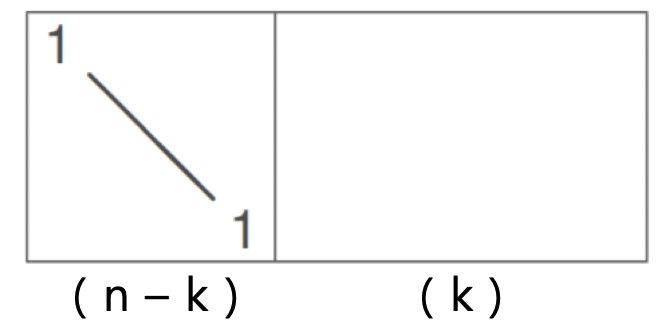 1
1
( n – k ) ( k )